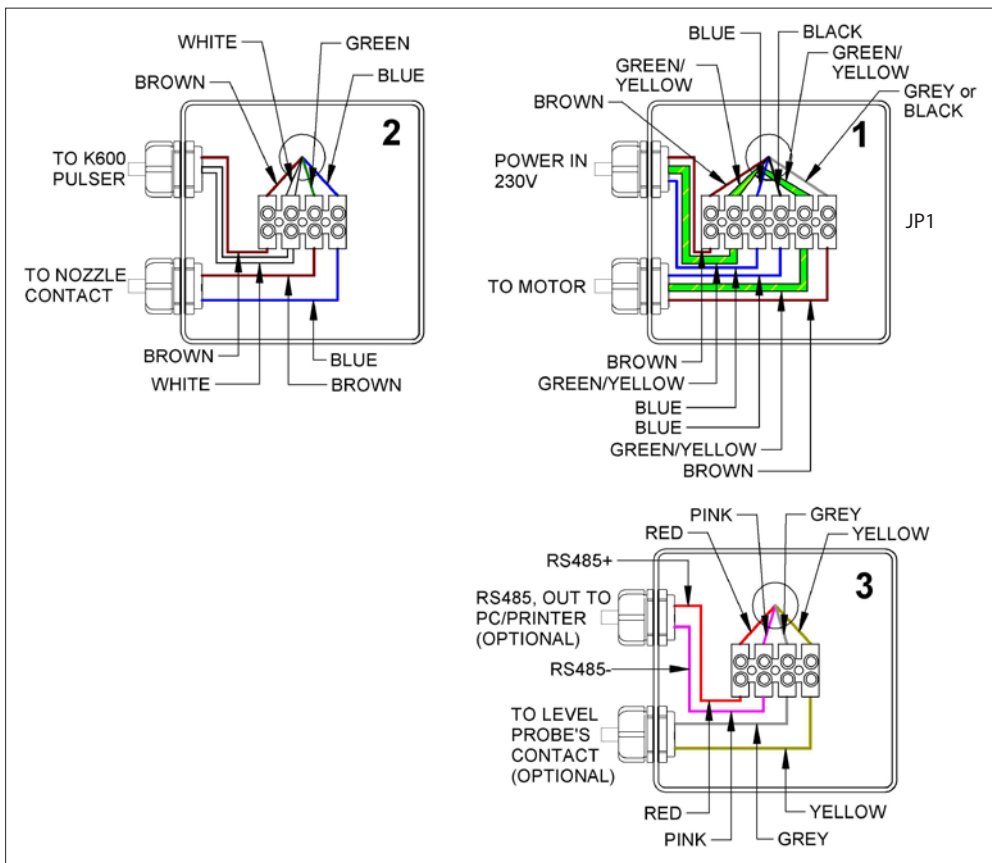 WHITE
GREEN
BROWN
BLUE
2
TO K600
PULSER
TO NOZZLE
CONTACT
BROWN
WHITE
BLUE
BROWN
BLUE
BLACK
GREEN/
YELLOW
GREEN/
YELLOW
BROWN
GREY or
BLACK
1
POWER IN
230V
JP1
TO MOTOR
BROWN
GREEN/YELLOW
BLUE
BLUE
GREEN/YELLOW
BROWN
PINK
GREY
RED
YELLOW
RS485+
3
RS485, OUT TO
PC/PRINTER
(OPTIONAL)
RS485-
TO LEVEL
PROBE'S
CONTACT
(OPTIONAL)
RED
YELLOW
PINK
GREY